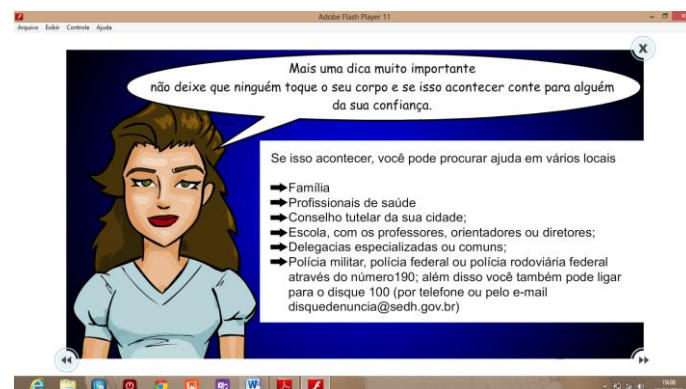 Adobe Flash Player 11
Arquivo Exibir Controle Ajuda
X
Mais uma dica muito importante
não deixe que ninguém toque o seu corpo e se isso acontecer conte para alguém
da sua confiança.
Se isso acontecer, você pode procurar ajuda em vários locais
➡Família
➡Profissionais de saúde
➡Conselho tutelar da sua cidade;
➡Escola, com os professores, orientadores ou diretores;
➡Delegacias especializadas ou comuns;
➡Polícia militar, polícia federal ou polícia rodoviária federal
através do número190; além disso você também pode ligar
para o disque 100 (por telefone ou pelo e-mail
disquedenuncia@sedh.gov.br)